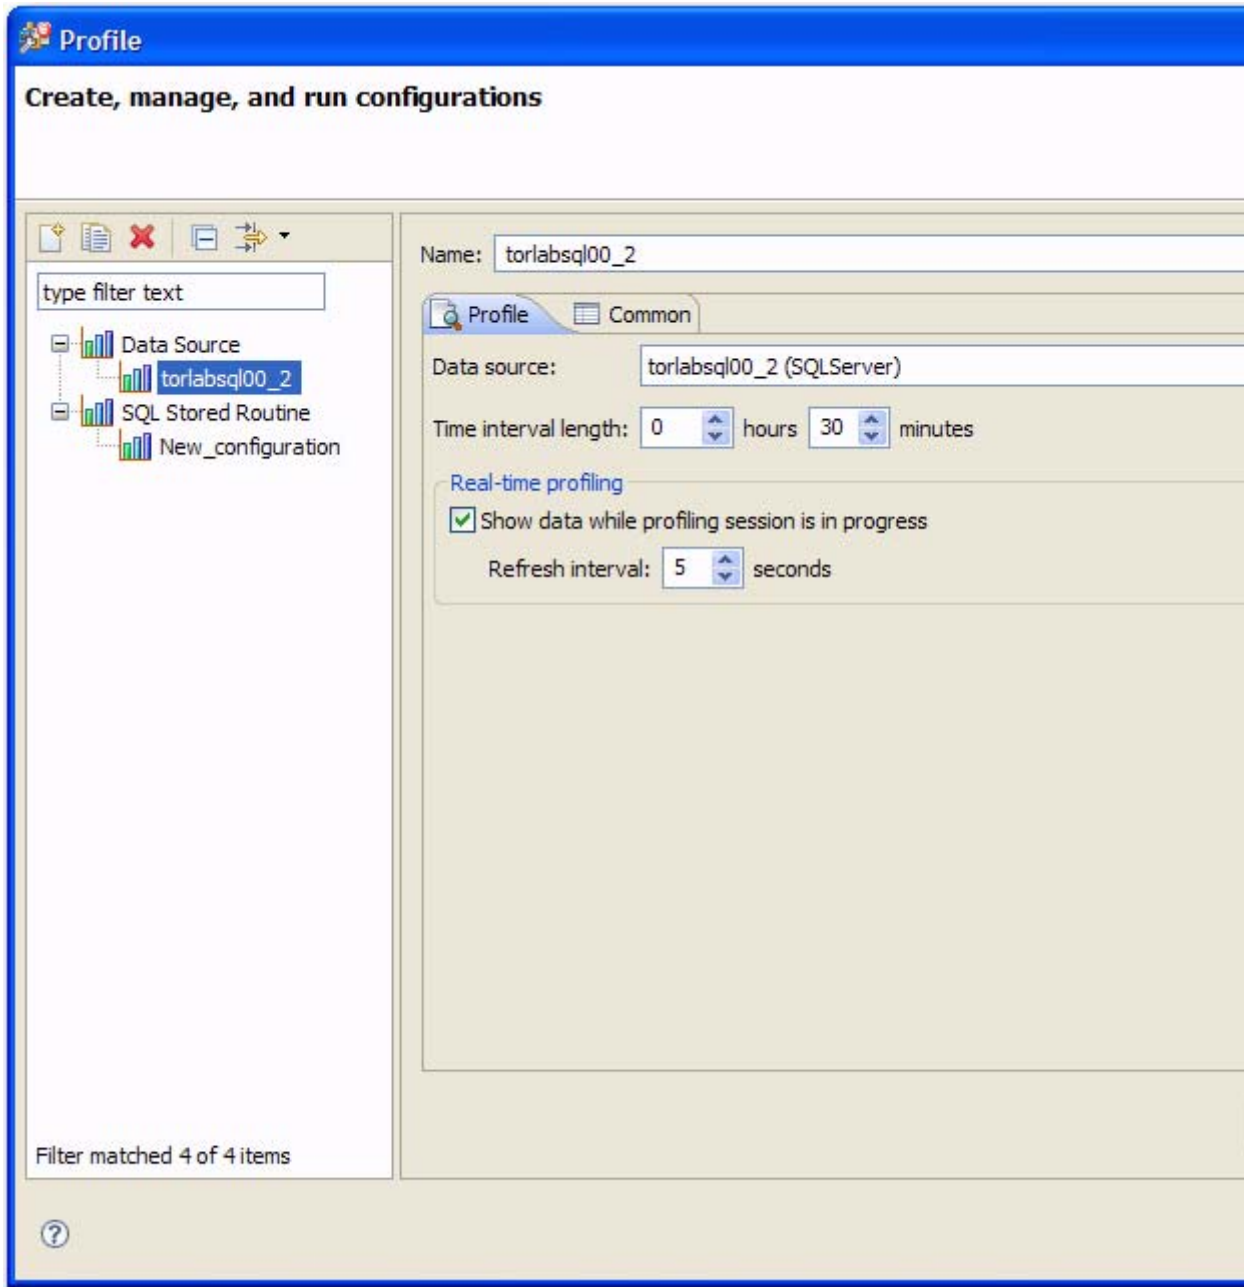 Profile
Create, manage, and run configurations
type filter text
Data Source
torlabsql00_2
SQL Stored Routine
New_configuration
Filter matched 4 of 4 items
Name: torlabsql00_2
Profile Common
Data source: torlabsql00_2 (SQLServer)
Time interval length: 0 hours 30 minutes
Real-time profiling
Show data while profiling session is in progress
Refresh interval: 5 seconds